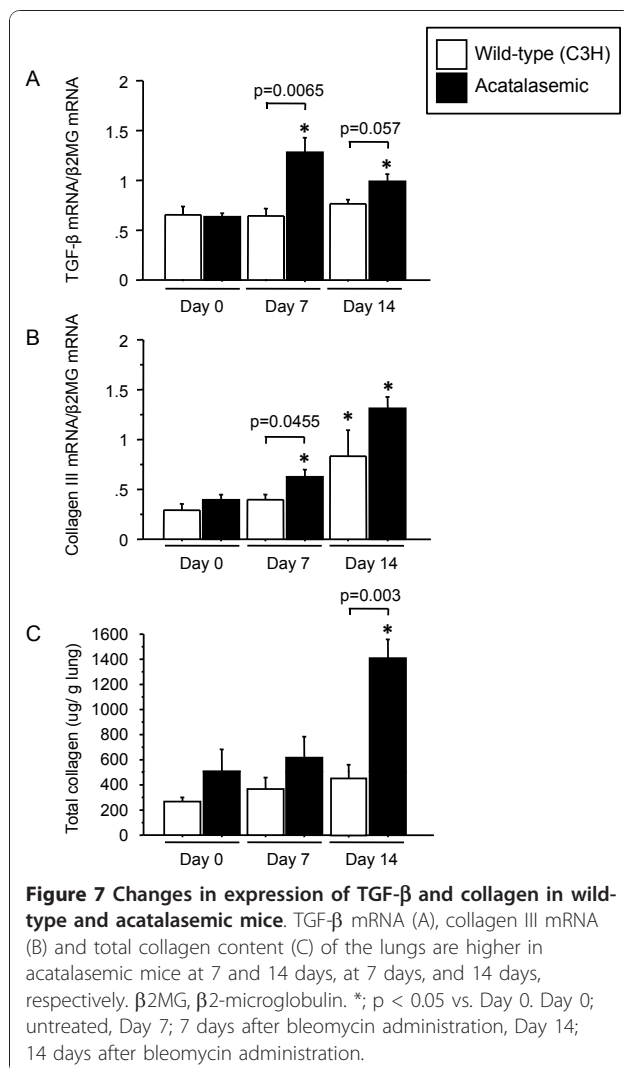 Wild-type (C3H)
Acatalasemic
A
TGF-β mRNA/β2MG mRNA
2
1.5
1
.5
0
p=0.0065
*
p=0.057
*
Day 0
Day 7
Day 14
B
Collagen III mRNA/β2MG mRNA
2
1.5
1
.5
0
p=0.0455
*
*
*
Day 0
Day 7
Day 14
C
Total collagen (ug/ g lung)
1600
1400
1200
1000
800
600
400
200
0
p=0.003
*
Day 0
Day 7
Day 14
Figure 7 Changes in expression of TGF-β and collagen in wild-
type and acatalasemic mice. TGF-β mRNA (A), collagen III mRNA
(B) and total collagen content (C) of the lungs are higher in
acatalasemic mice at 7 and 14 days, at 7 days, and 14 days,
respectively. β2MG, β2-microglobulin. *; p < 0.05 vs. Day 0. Day 0;
untreated, Day 7; 7 days after bleomycin administration, Day 14;
14 days after bleomycin administration.